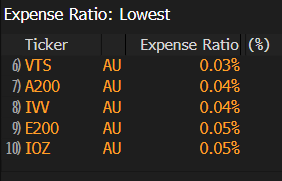 Expense Ratio: Lowest
Ticker Expense Ratio (%)
6) VTS AU 0.03%
7) A200 AU 0.04%
8) IVV AU 0.04%
9) E200 AU 0.05%
10) IOZ AU 0.05%